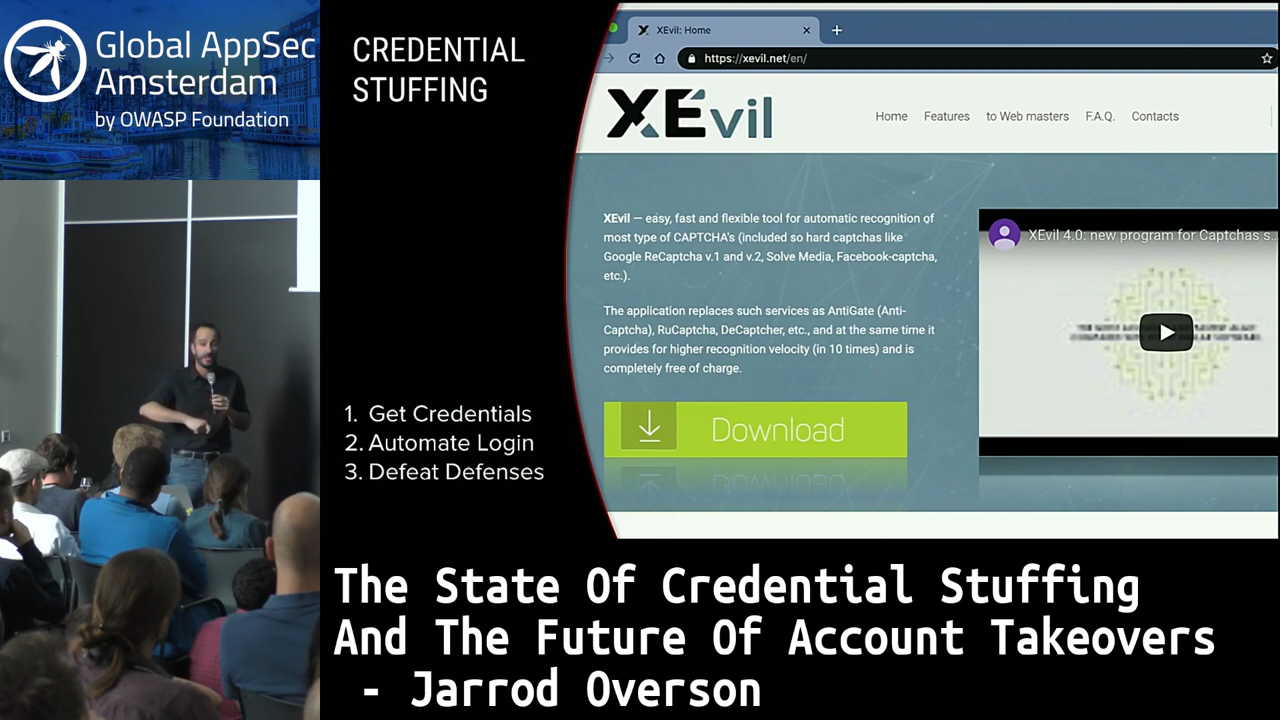 Global AppSec
Amsterdam
by OWASP Foundation
CREDENTIAL
STUFFING
1. Get Credentials
2. Automate Login
3. Defeat Defenses
XEvil: Home
https://xevil.net/en/
XEvil
Home Features to Web masters F.A.Q. Contacts
XEvil — easy, fast and flexible tool for automatic recognition of
most type of CAPTCHA's (included so hard captchas like
Google ReCaptcha v.1 and v.2, Solve Media, Facebook-captcha,
etc.).
The application replaces such services as AntiGate (Anti-
Captcha), RuCaptcha, DeCaptcher, etc., and at the same time it
provides for higher recognition velocity (in 10 times) and is
completely free of charge.
Download
XEvil 4.0: new program for Captchas s...
The State Of Credential Stuffing
And The Future Of Account Takeovers
- Jarrod Overson